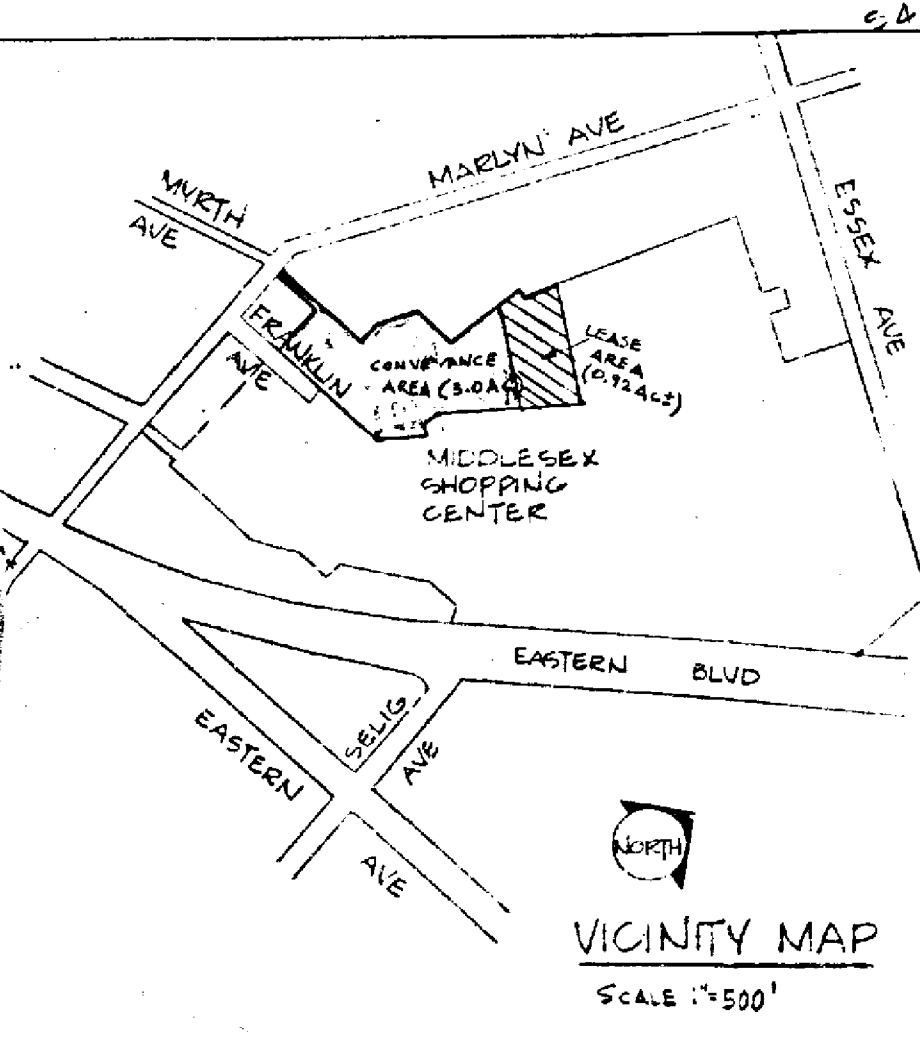 MARLYN AVE
MYRTH
AVE
ESSEX
AVE
FRANKLIN
AVE
CONVEYANCE
AREA (3.0 AC)
LEASE
AREA
(0.92 Ac±)
MIDDLESEX
SHOPPING
CENTER
EASTERN BLVD
EASTERN
AVE
SELIG
AVE
NORTH
VICINITY MAP
SCALE 1"=500'